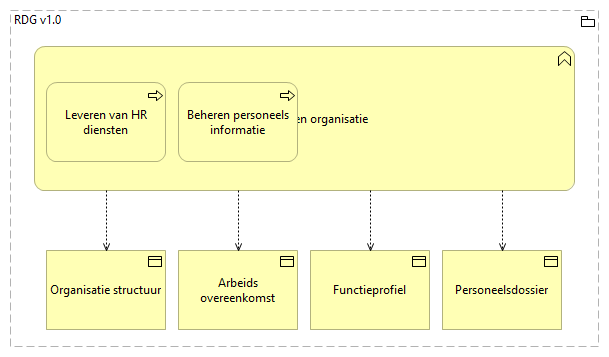 RDG v1.0
Leveren van HR
diensten
Beheren personeels
informatie
en organisatie
Organisatie structuur
Arbeids
overeenkomst
Functieprofiel
Personeelsdossier